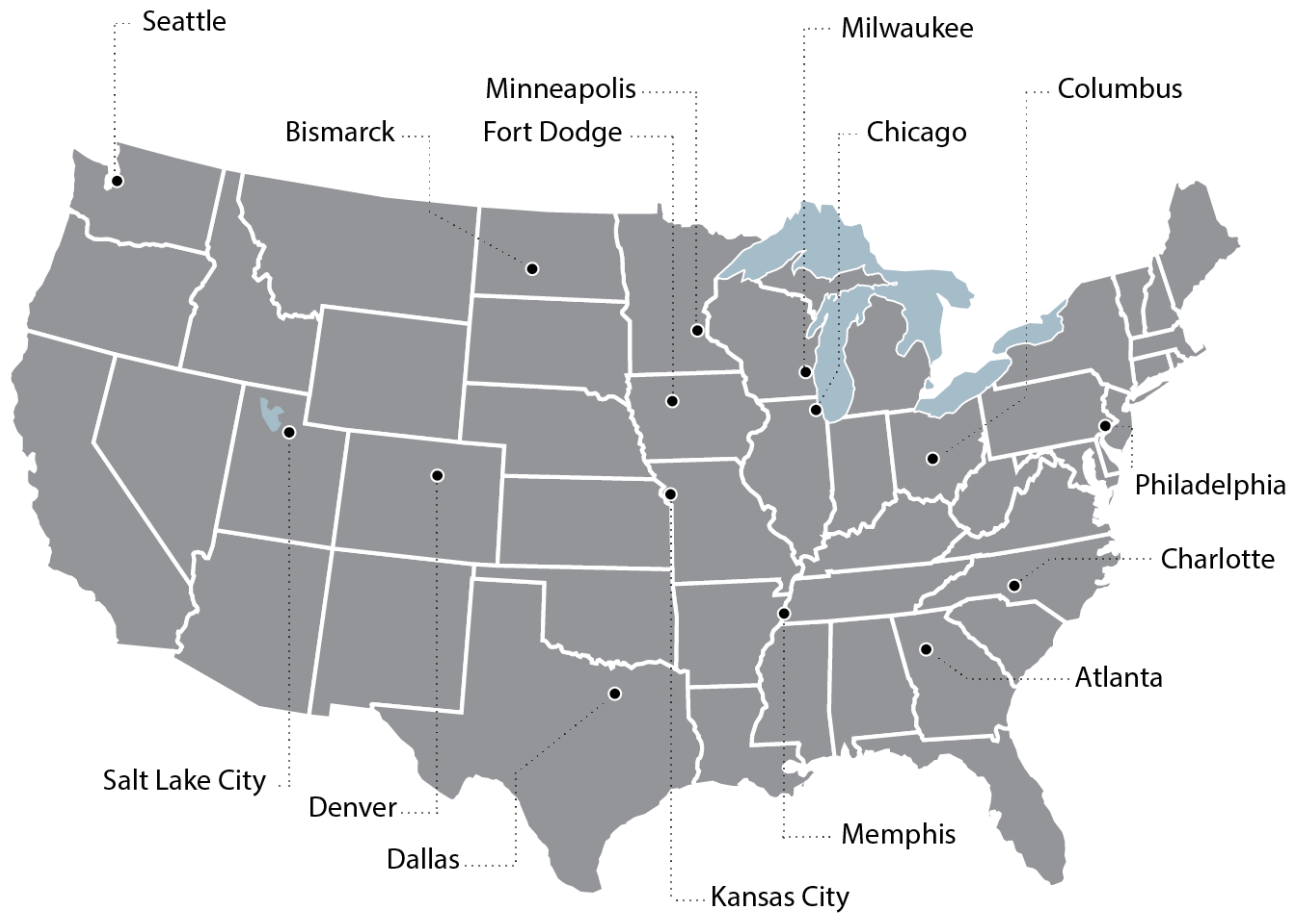 Seattle
Milwaukee
Minneapolis
Columbus
Bismarck
Fort Dodge
Chicago
Philadelphia
Charlotte
Atlanta
Salt Lake City
Denver
Memphis
Dallas
Kansas City